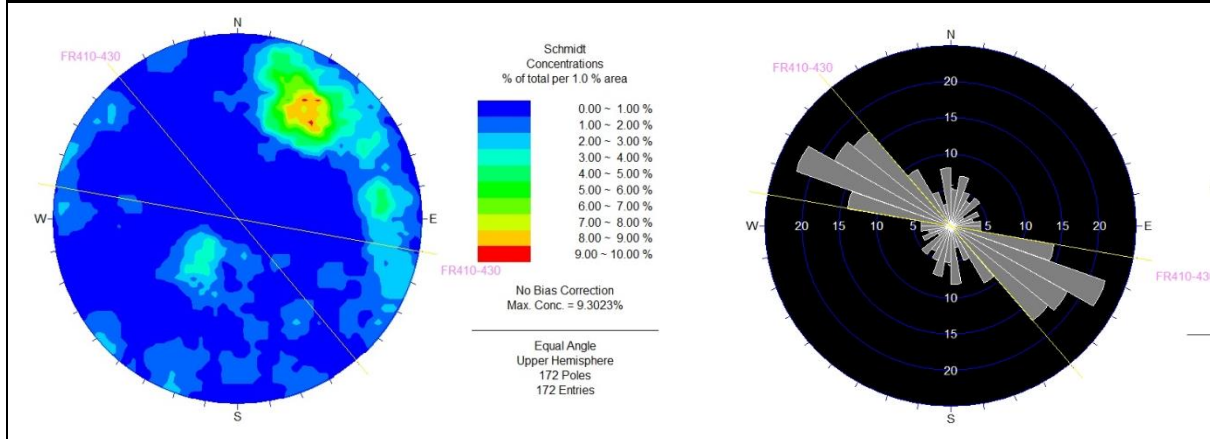 N
FR410-430
W
E
FR410-430
S
Schmidt
Concentrations
% of total per 1.0 % area
0.00 ~ 1.00 %
1.00 ~ 2.00 %
2.00 ~ 3.00 %
3.00 ~ 4.00 %
4.00 ~ 5.00 %
5.00 ~ 6.00 %
6.00 ~ 7.00 %
7.00 ~ 8.00 %
8.00 ~ 9.00 %
9.00 ~ 10.00 %
No Bias Correction
Max. Conc. = 9.3023%
Equal Angle
Upper Hemisphere
172 Poles
172 Entries
N
FR410-430
20
15
10
W 20 15 10 5 5 10 15 20 E
FR410-430
10
15
20
S